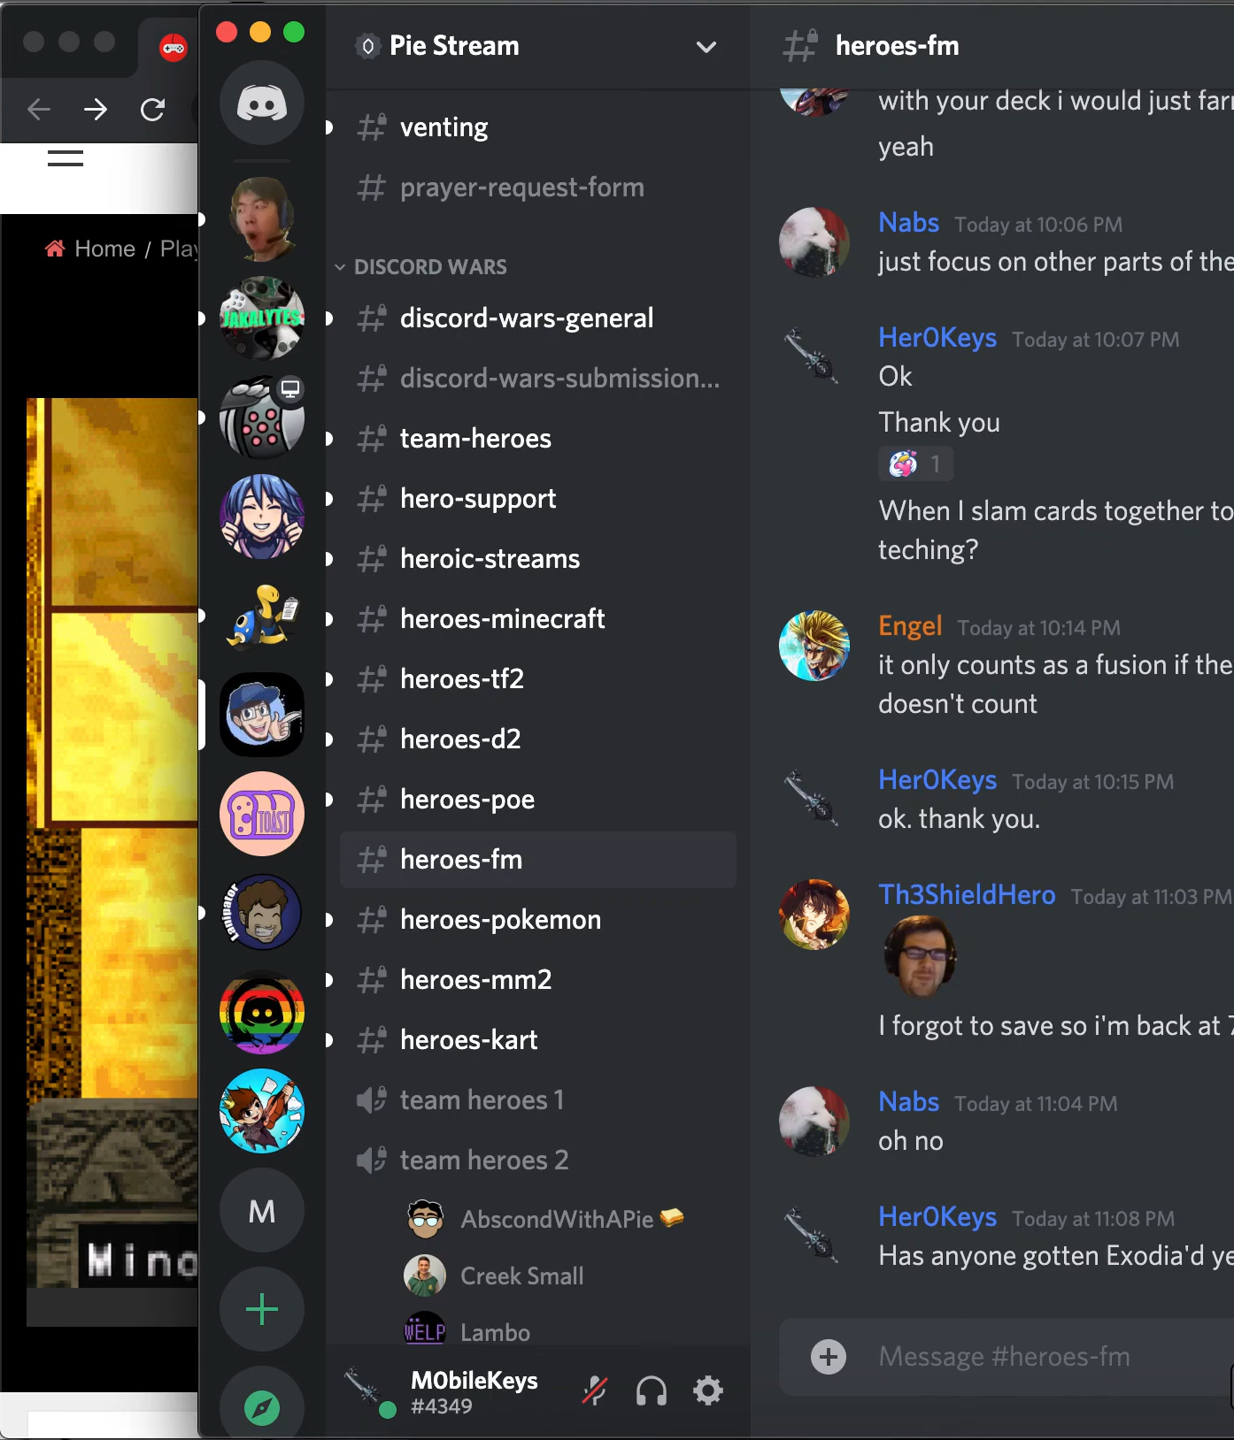 Home / Play
Mino
JAKALYTES
TOAST
Lanipator
M
Pie Stream
venting
prayer-request-form
DISCORD WARS
discord-wars-general
discord-wars-submission...
team-heroes
hero-support
heroic-streams
heroes-minecraft
heroes-tf2
heroes-d2
heroes-poe
heroes-fm
heroes-pokemon
heroes-mm2
heroes-kart
team heroes 1
team heroes 2
AbscondWithAPie
Creek Small
WËLP
Lambo
M0bileKeys
#4349
heroes-fm
with your deck i would just farm
yeah
Nabs Today at 10:06 PM
just focus on other parts of the
Her0Keys Today at 10:07 PM
Ok
Thank you
1
When I slam cards together to
teching?
Engel Today at 10:14 PM
it only counts as a fusion if the
doesn't count
Her0Keys Today at 10:15 PM
ok. thank you.
Th3ShieldHero Today at 11:03 PM
I forgot to save so i'm back at 7
Nabs Today at 11:04 PM
oh no
Her0Keys Today at 11:08 PM
Has anyone gotten Exodia'd ye
Message #heroes-fm